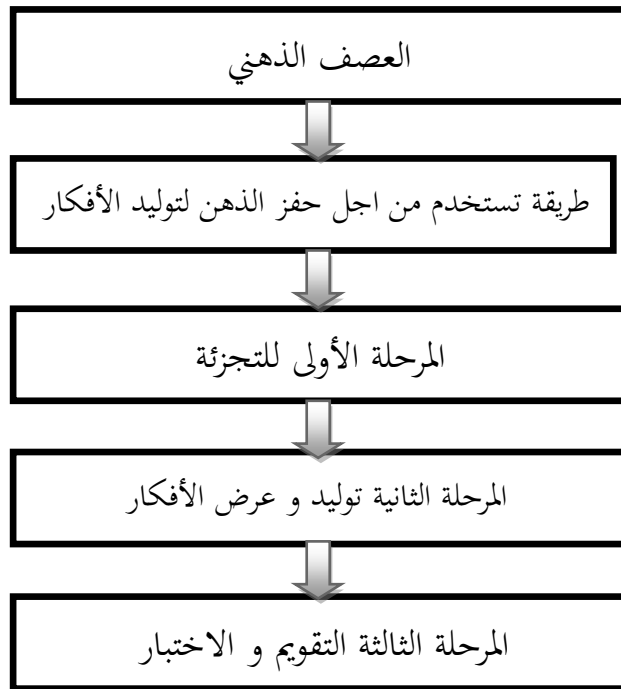 العصف الذهني
طريقة تستخدم من اجل حفز الذهن لتوليد الأفكار
المرحلة الأولى للتجزئة
المرحلة الثانية توليد و عرض الأفكار
المرحلة الثالثة التقويم و الاختبار